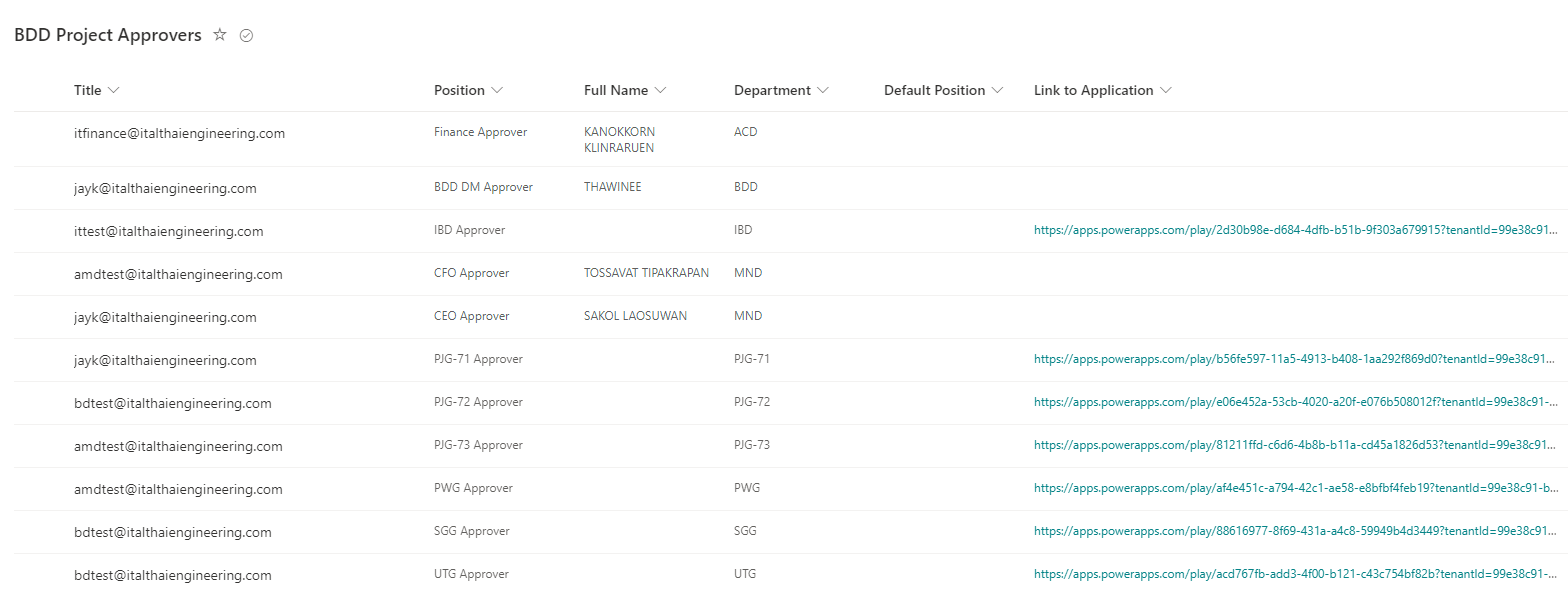 BDD Project Approvers
Title Position Full Name Department Default Position Link to Application
itfinance@italthaiengineering.com Finance Approver KANOKKORN ACD
KLINRARUEN
jayk@italthaiengineering.com BDD DM Approver THAWINEE BDD
ittest@italthaiengineering.com IBD Approver IBD https://apps.powerapps.com/play/2d30b98e-d684-4dfb-b51b-9f303a679915?tenantId=99e38c91...
amdtest@italthaiengineering.com CFO Approver TOSSAVAT TIPAKRAPAN MND
jayk@italthaiengineering.com CEO Approver SAKOL LAOSUWAN MND
jayk@italthaiengineering.com PJG-71 Approver PJG-71 https://apps.powerapps.com/play/b56fe597-11a5-4913-b408-1aa292f869d0?tenantId=99e38c91...
bdtest@italthaiengineering.com PJG-72 Approver PJG-72 https://apps.powerapps.com/play/e06e452a-53cb-4020-a20f-e076b508012f?tenantId=99e38c91-...
amdtest@italthaiengineering.com PJG-73 Approver PJG-73 https://apps.powerapps.com/play/81211ffd-c6d6-4b8b-b11a-cd45a1826d53?tenantId=99e38c91...
amdtest@italthaiengineering.com PWG Approver PWG https://apps.powerapps.com/play/af4e451c-a794-42c1-ae58-e8bfbf4feb19?tenantId=99e38c91-b...
bdtest@italthaiengineering.com SGG Approver SGG https://apps.powerapps.com/play/88616977-8f69-431a-a4c8-59949b4d3449?tenantId=99e38c91...
bdtest@italthaiengineering.com UTG Approver UTG https://apps.powerapps.com/play/acd767fb-add3-4f00-b121-c43c754bf82b?tenantId=99e38c91-...